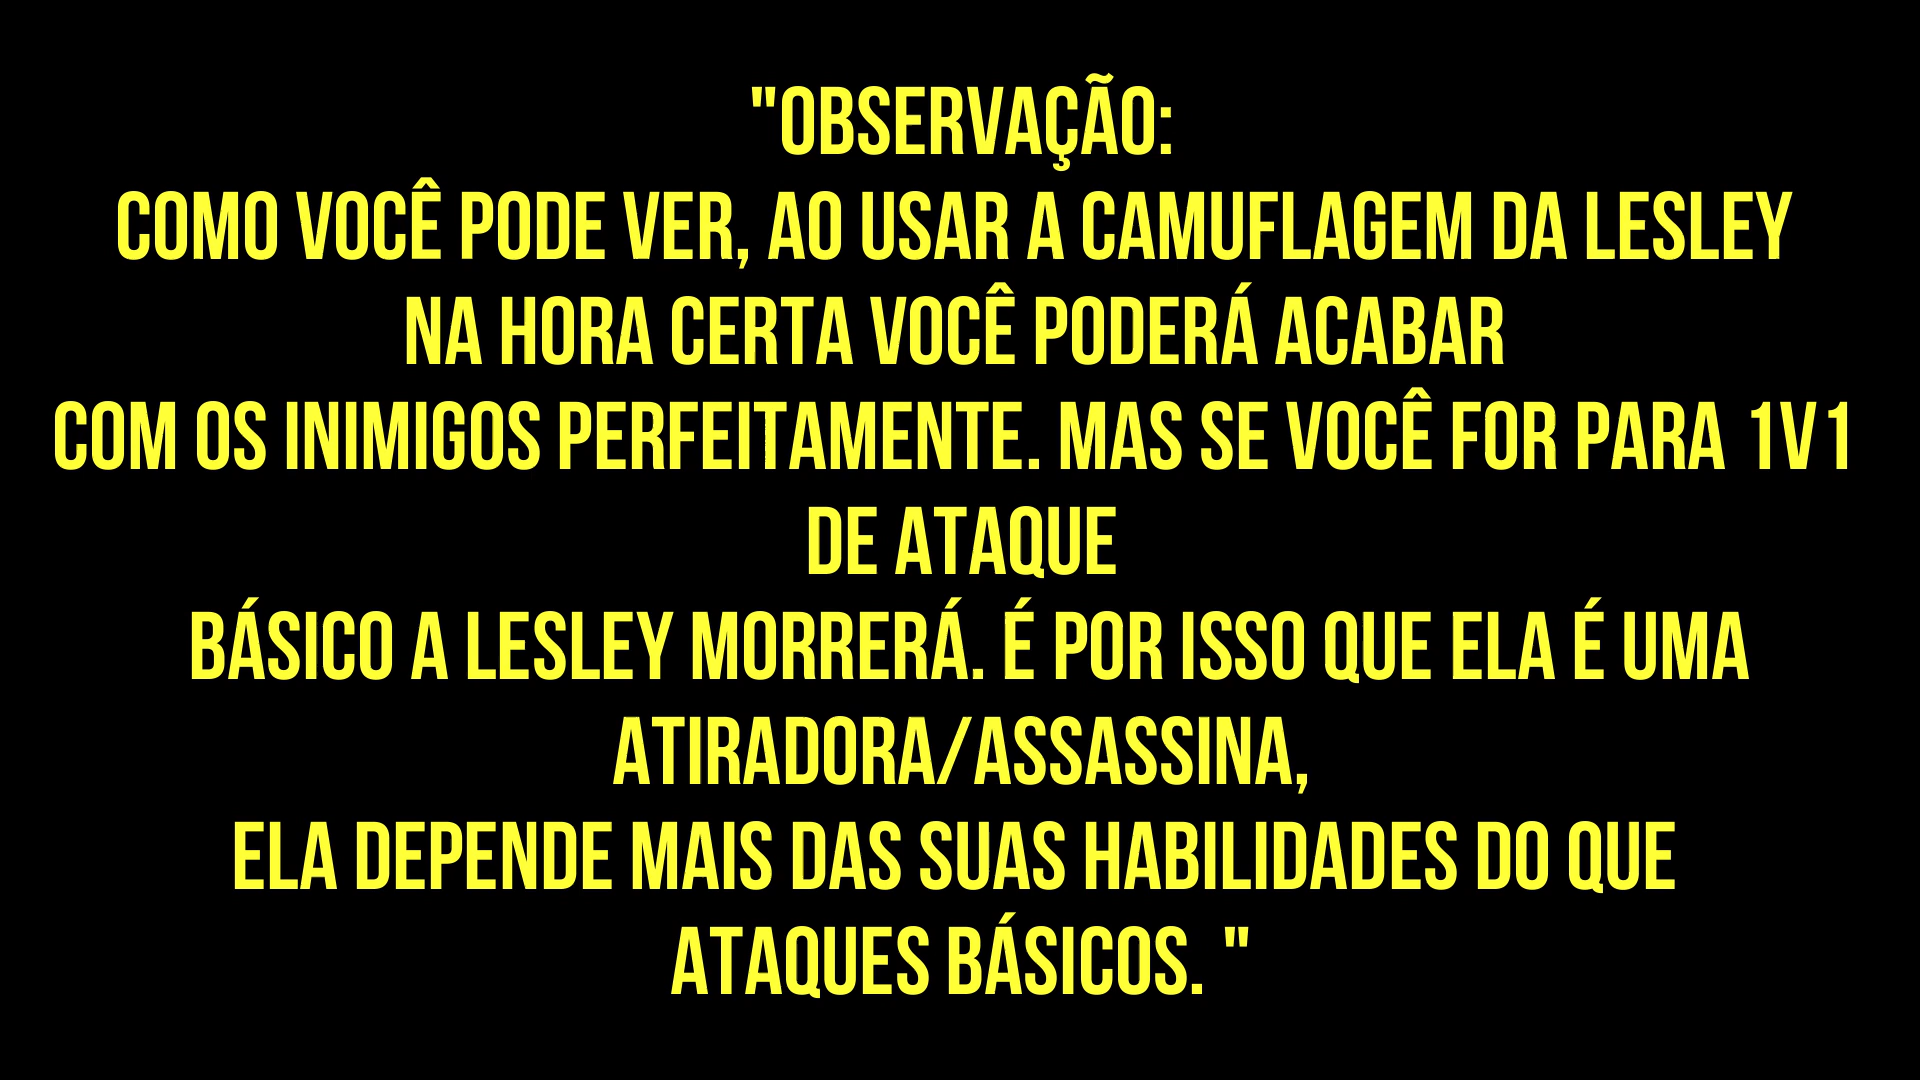 "OBSERVAÇÃO:
COMO VOCÊ PODE VER, AO USAR A CAMUFLAGEM DA LESLEY
NA HORA CERTA VOCÊ PODERÁ ACABAR
COM OS INIMIGOS PERFEITAMENTE. MAS SE VOCÊ FOR PARA 1V1
DE ATAQUE
BÁSICO A LESLEY MORRERÁ. É POR ISSO QUE ELA É UMA
ATIRADORA/ASSASSINA,
ELA DEPENDE MAIS DAS SUAS HABILIDADES DO QUE
ATAQUES BÁSICOS. "